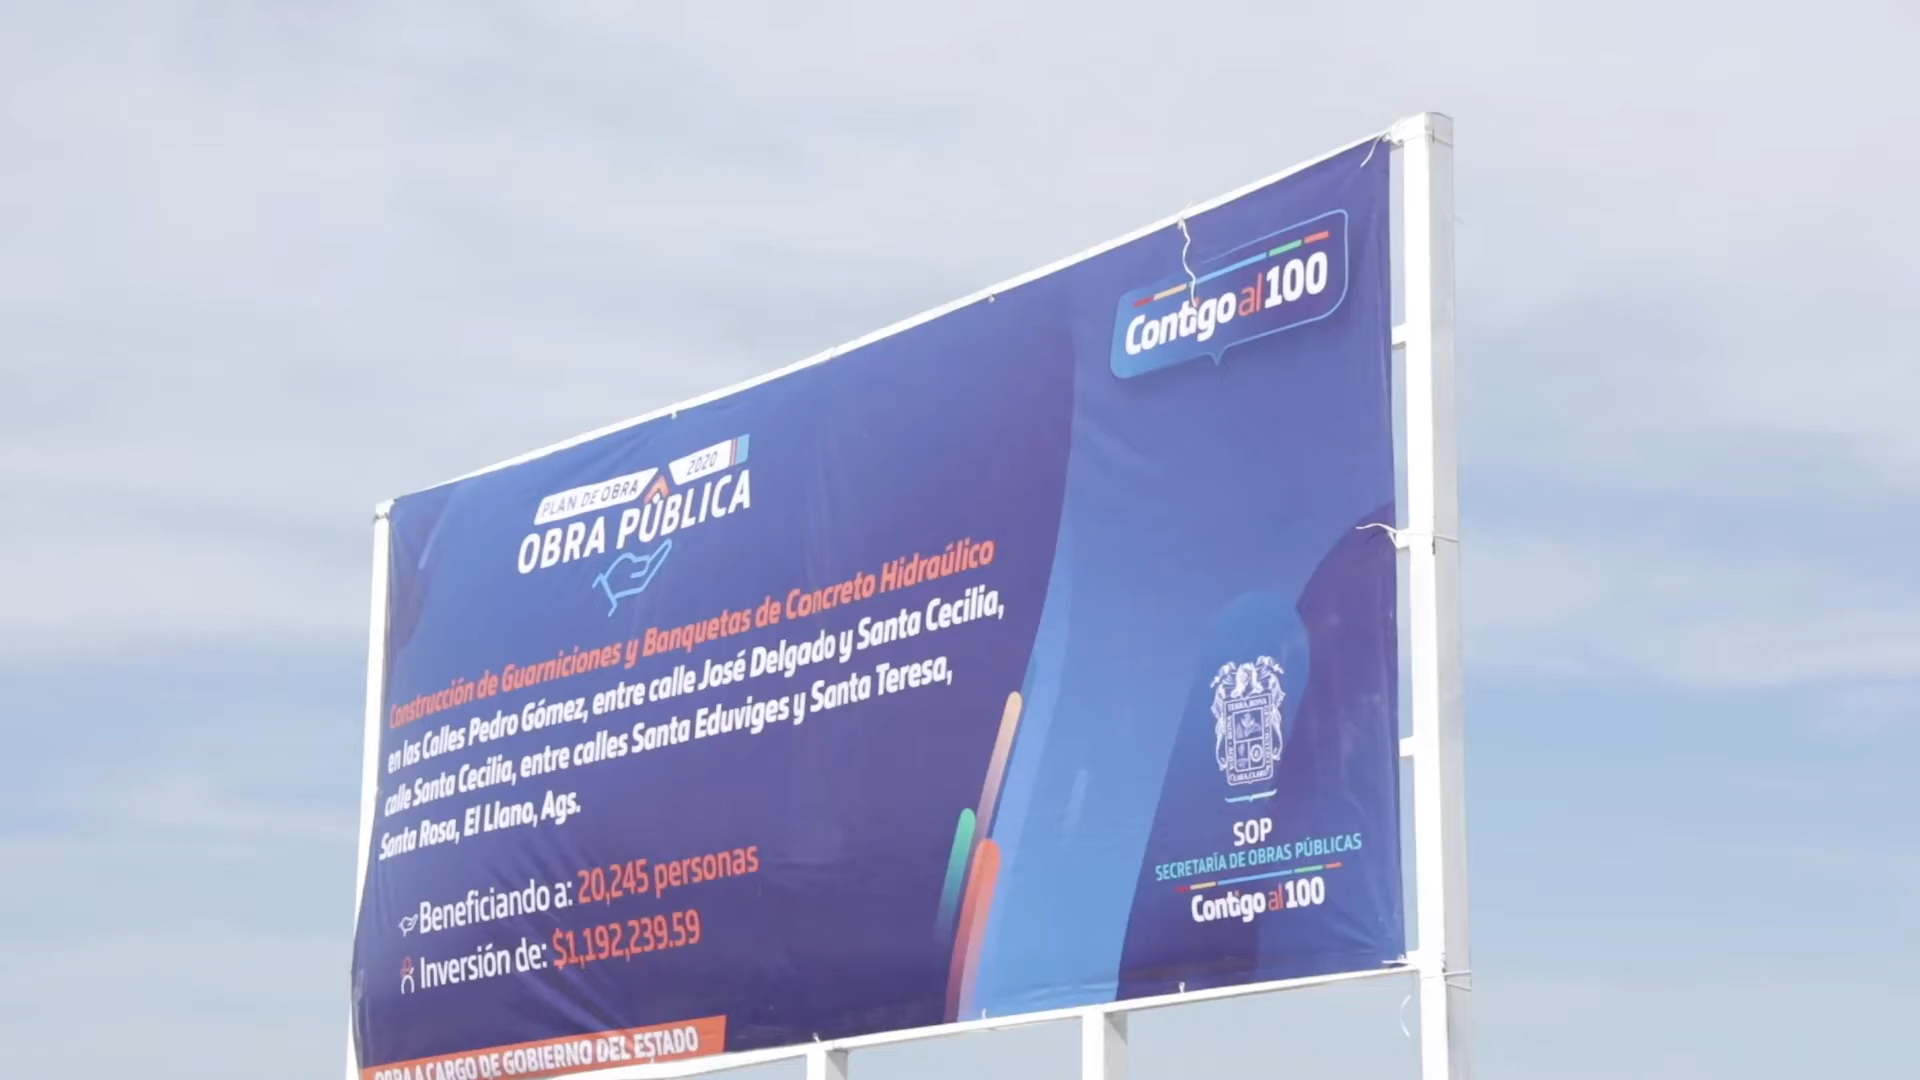 Contigo al 100
PLAN DE OBRA 2020
OBRA PÚBLICA
Construcción de Guarniciones y Banquetas de Concreto Hidraúlico
en las Calles Pedro Gómez, entre calle José Delgado y Santa Cecilia,
calle Santa Cecilia, entre calles Santa Eduviges y Santa Teresa,
Santa Rosa, El Llano, Ags.
Beneficiando a: 20,245 personas
Inversión de: $1,192,239.59
OBRA A CARGO DE GOBIERNO DEL ESTADO
SOP
SECRETARÍA DE OBRAS PÚBLICAS
Contigo al 100